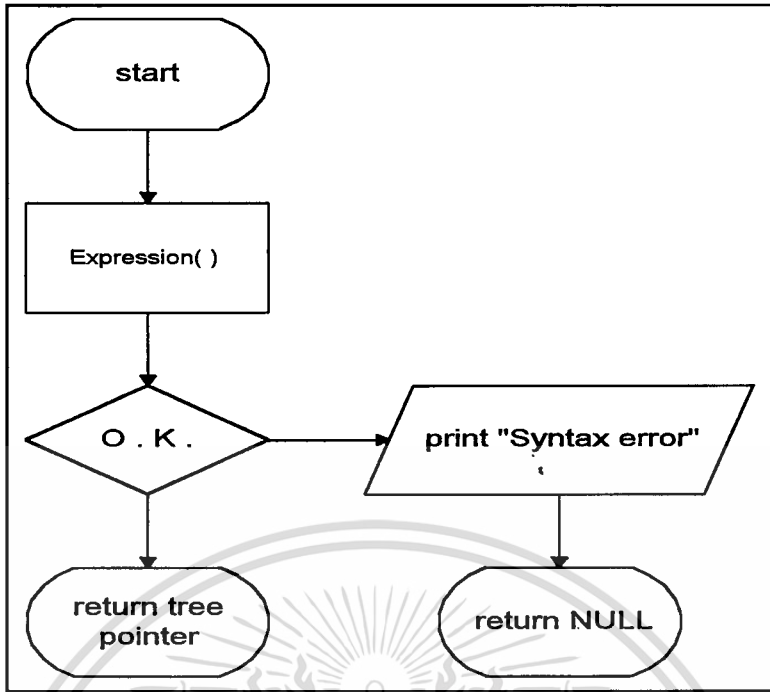 start
Expression( )
O . K .
print "Syntax error"
return tree
pointer
return NULL